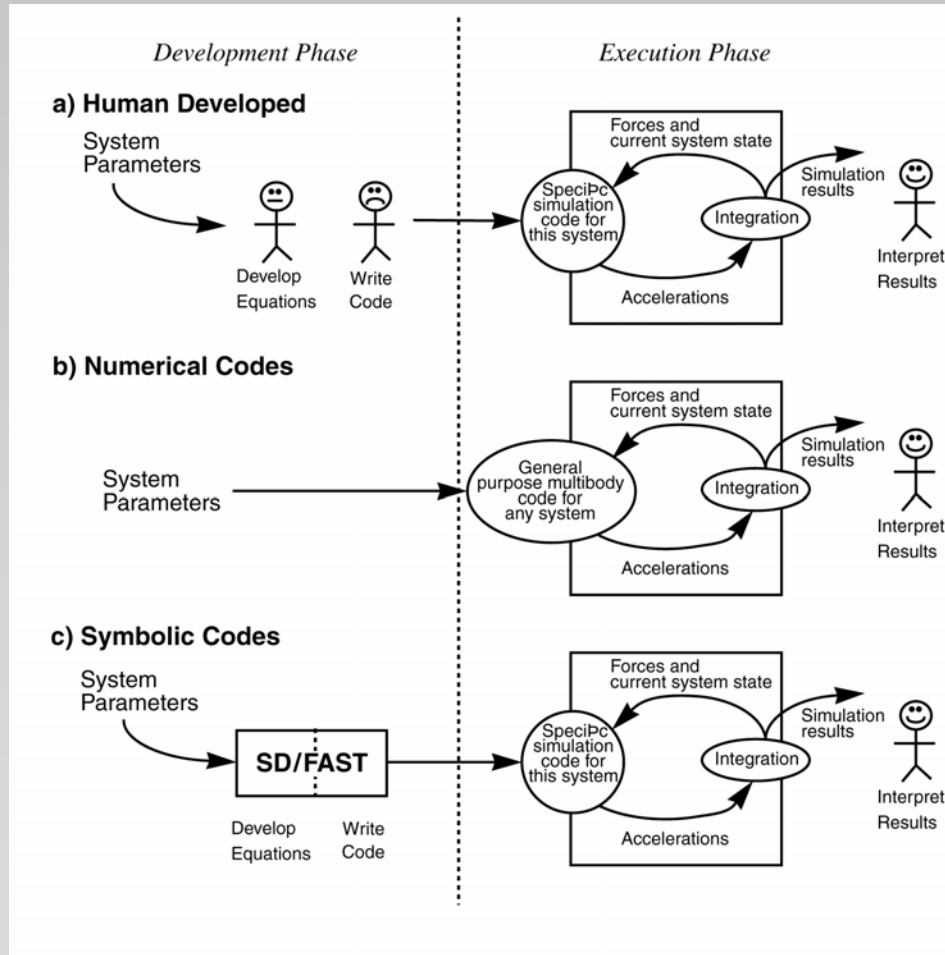 Development Phase
Execution Phase
a) Human Developed
System
Parameters
Develop
Equations
Write
Code
Forces and
current system state
SpeciÞc
simulation
code for
this system
Integration
Accelerations
Simulation
results
Interpret
Results
b) Numerical Codes
System
Parameters
Forces and
current system state
General
purpose multibody
code for
any system
Integration
Accelerations
Simulation
results
Interpret
Results
c) Symbolic Codes
System
Parameters
SD/FAST
Develop
Equations
Write
Code
Forces and
current system state
SpeciÞc
simulation
code for
this system
Integration
Accelerations
Simulation
results
Interpret
Results